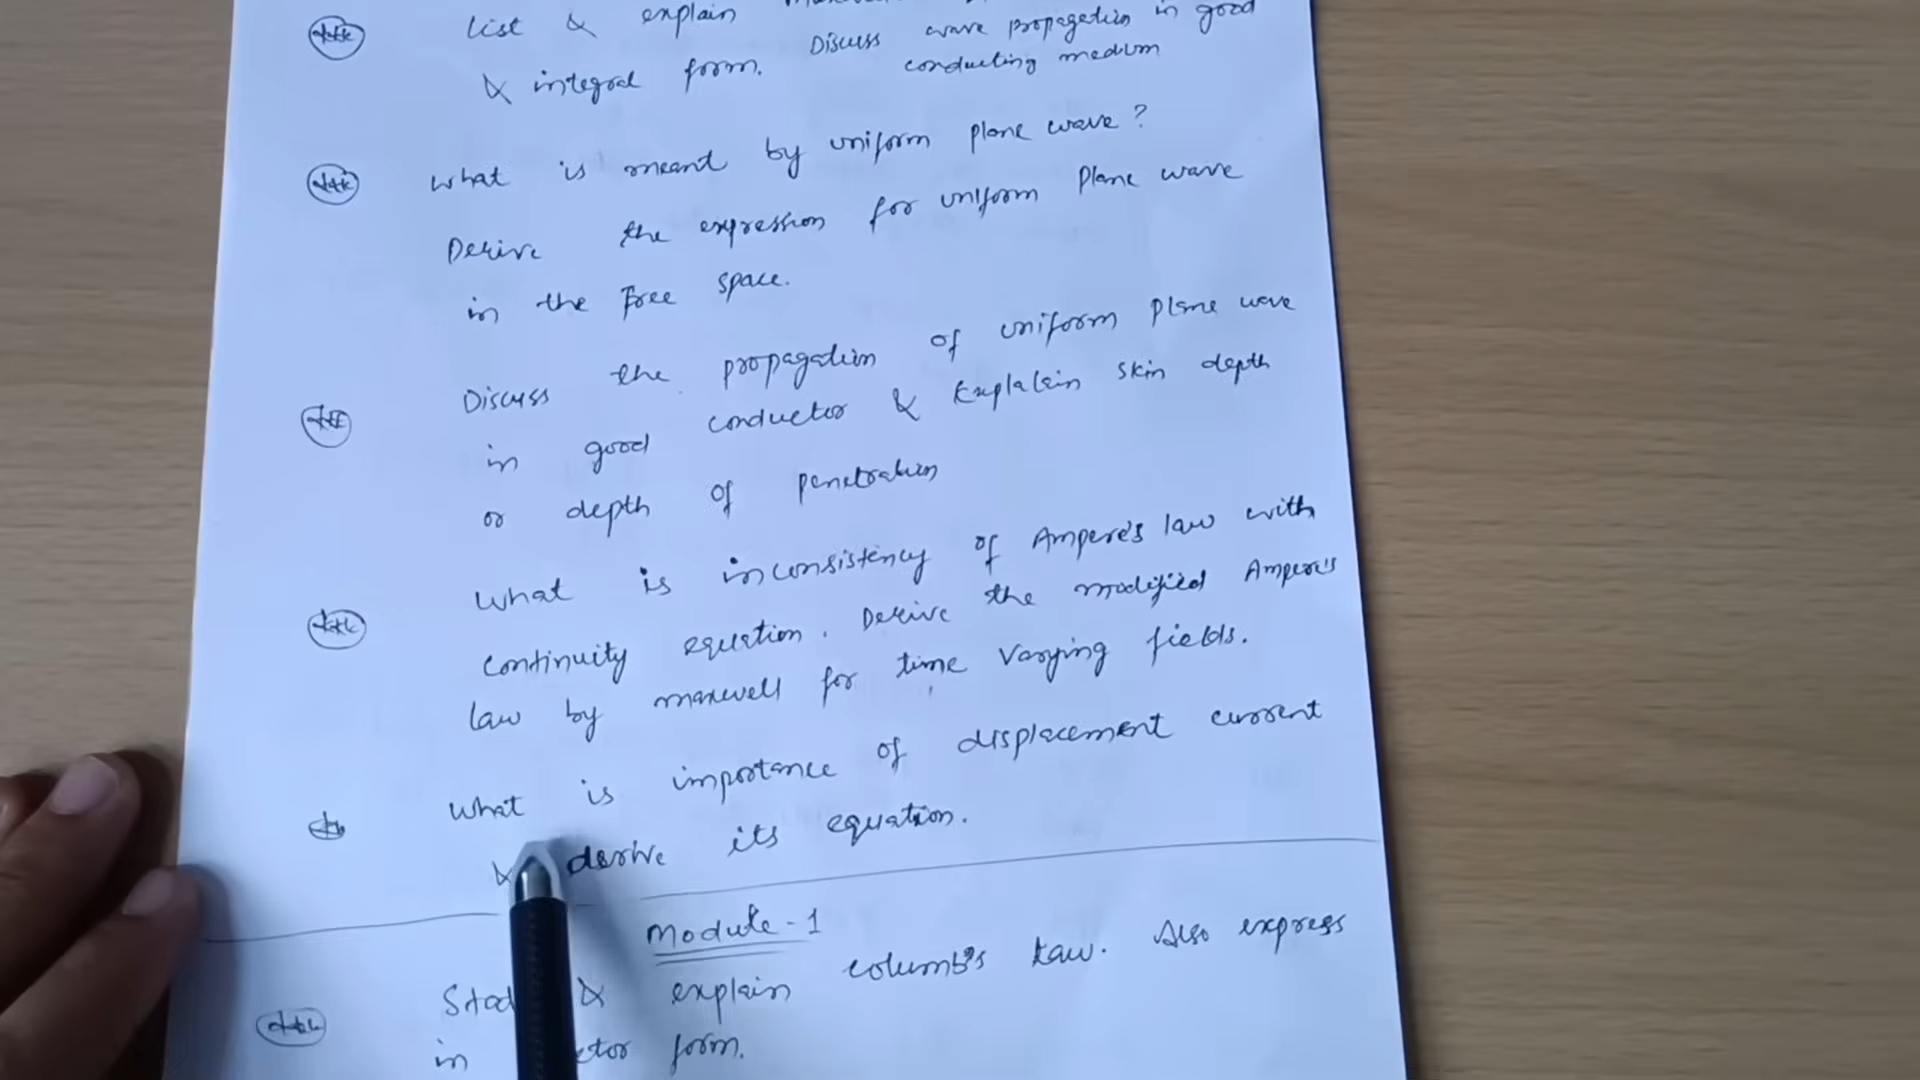 List & explain
& integral form. Discuss wave propagation in good
conducting medium
What is meant by uniform plane wave?
Derive the expression for uniform plane wave
in the Free space.
Discuss the propagation of uniform plane wave
in good conductor & Explatein skin depth
or depth of penetration
What is inconsistency of Ampere's law with
continuity equation. Derive the modified Ampere's
law by maxwell for time varying fields.
What is importance of displacement current
& derive its equation.
Module-1
& explain columb's Law. Also express
in form.